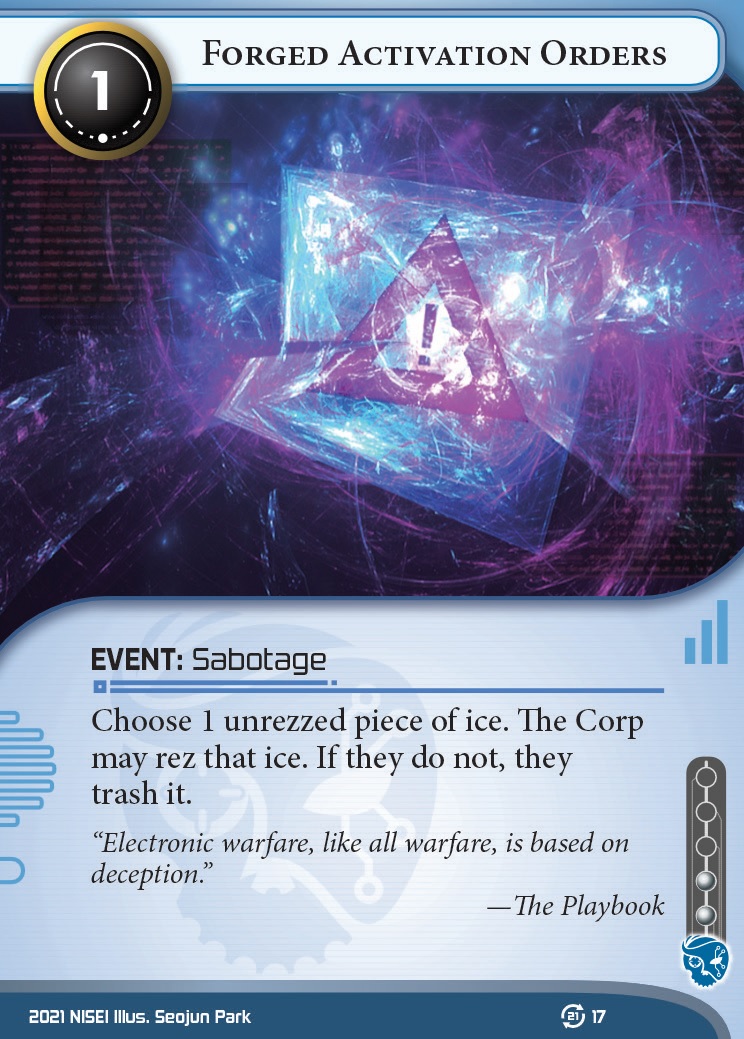 Forged Activation Orders
1
!
EVENT: Sabotage
Choose 1 unrezzed piece of ice. The Corp
may rez that ice. If they do not, they
trash it.
“Electronic warfare, like all warfare, is based on
deception.”
—The Playbook
2021 NISEI Illus. Seojun Park
21 17